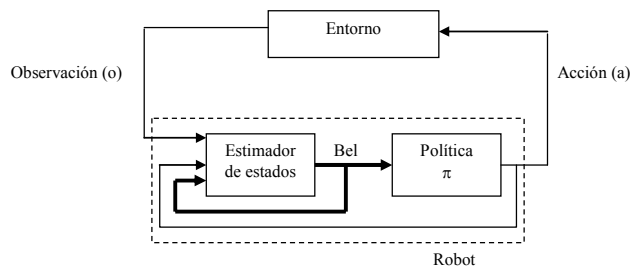 Entorno
Observación (o)
Acción (a)
Estimador
de estados
Bel
Política
π
Robot